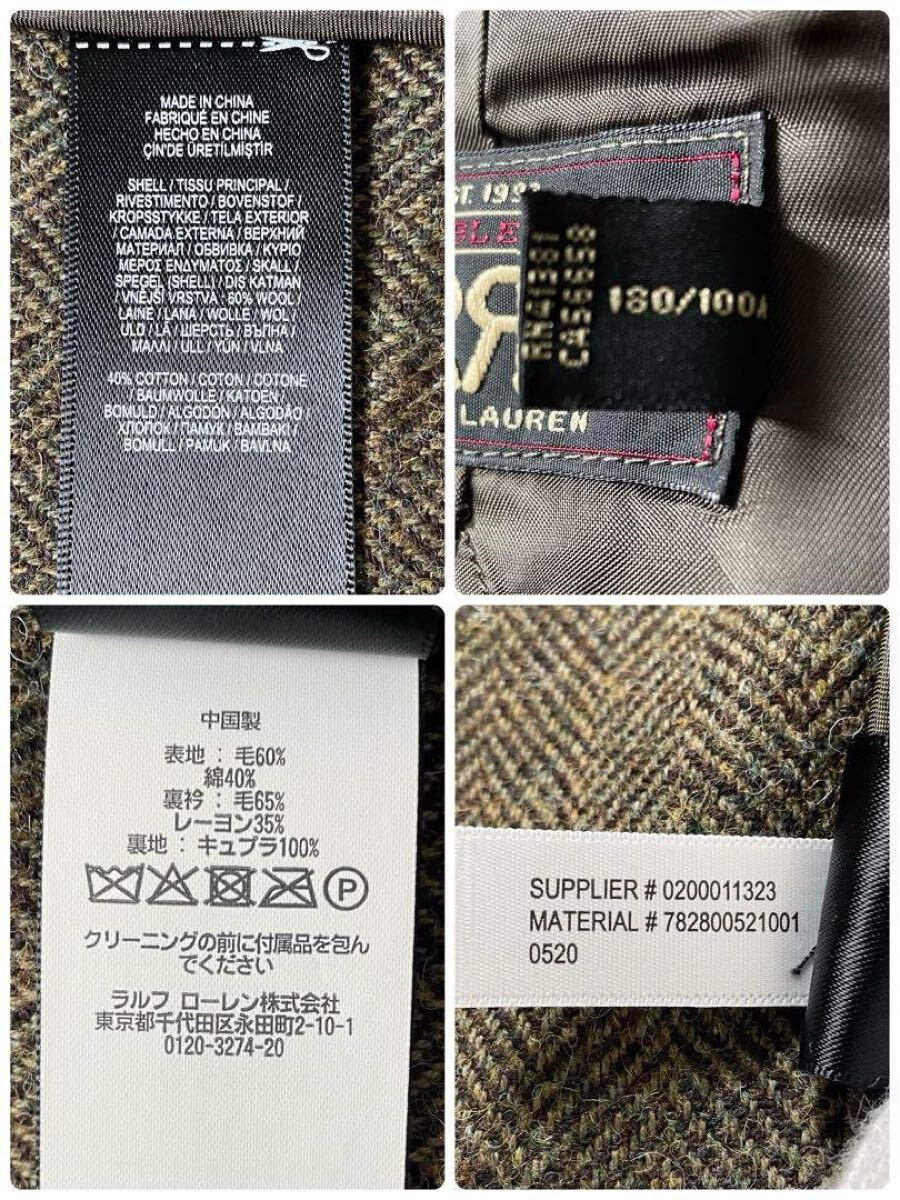 MADE IN CHINA
FABRIQUÉ EN CHINE
HECHO EN CHINA
ÇİN'DE ÜRETİLMİŞTİR
SHELL / TISSU PRINCIPAL /
RIVESTIMENTO / BOVENSTOF /
KROPSSTYKKE / TELA EXTERIOR
/ CAMADA EXTERNA / ВЕРХНИЙ
МАТЕРИАЛ / ОБВИВКА / ΚΥΡΙΟ
ΜΕΡΟΣ ΕΝΔΥΜΑΤΟΣ / SKALL /
SPEGEL (SHELL) / DIS KATMAN
/ VNĚJŠÍ VRSTVA : 60% WOOL /
LAINE / LANA / WOLLE / WOL /
ULD / LÃ / ШЕРСТЬ / ВЪЛНА /
ΜΑΛΛΙ / ULL / YÜN / VLNA
40% COTTON / COTON / COTONE
/ BAUMWOLLE / KATOEN /
BOMULD / ALGODÓN / ALGODÃO /
ХЛОПОК / ПАМУК / ΒΑΜΒΑΚΙ /
BOMULL / PAMUK / BAVLNA
RN41381
CA56658
180/100A
LAUREN
中国製
表地 : 毛60%
綿40%
裏衿 : 毛65%
レーヨン35%
裏地 : キュプラ100%
P
クリーニングの前に付属品を包ん
でください
ラルフ ローレン株式会社
東京都千代田区永田町2-10-1
0120-3274-20
SUPPLIER # 0200011323
MATERIAL # 782800521001
0520